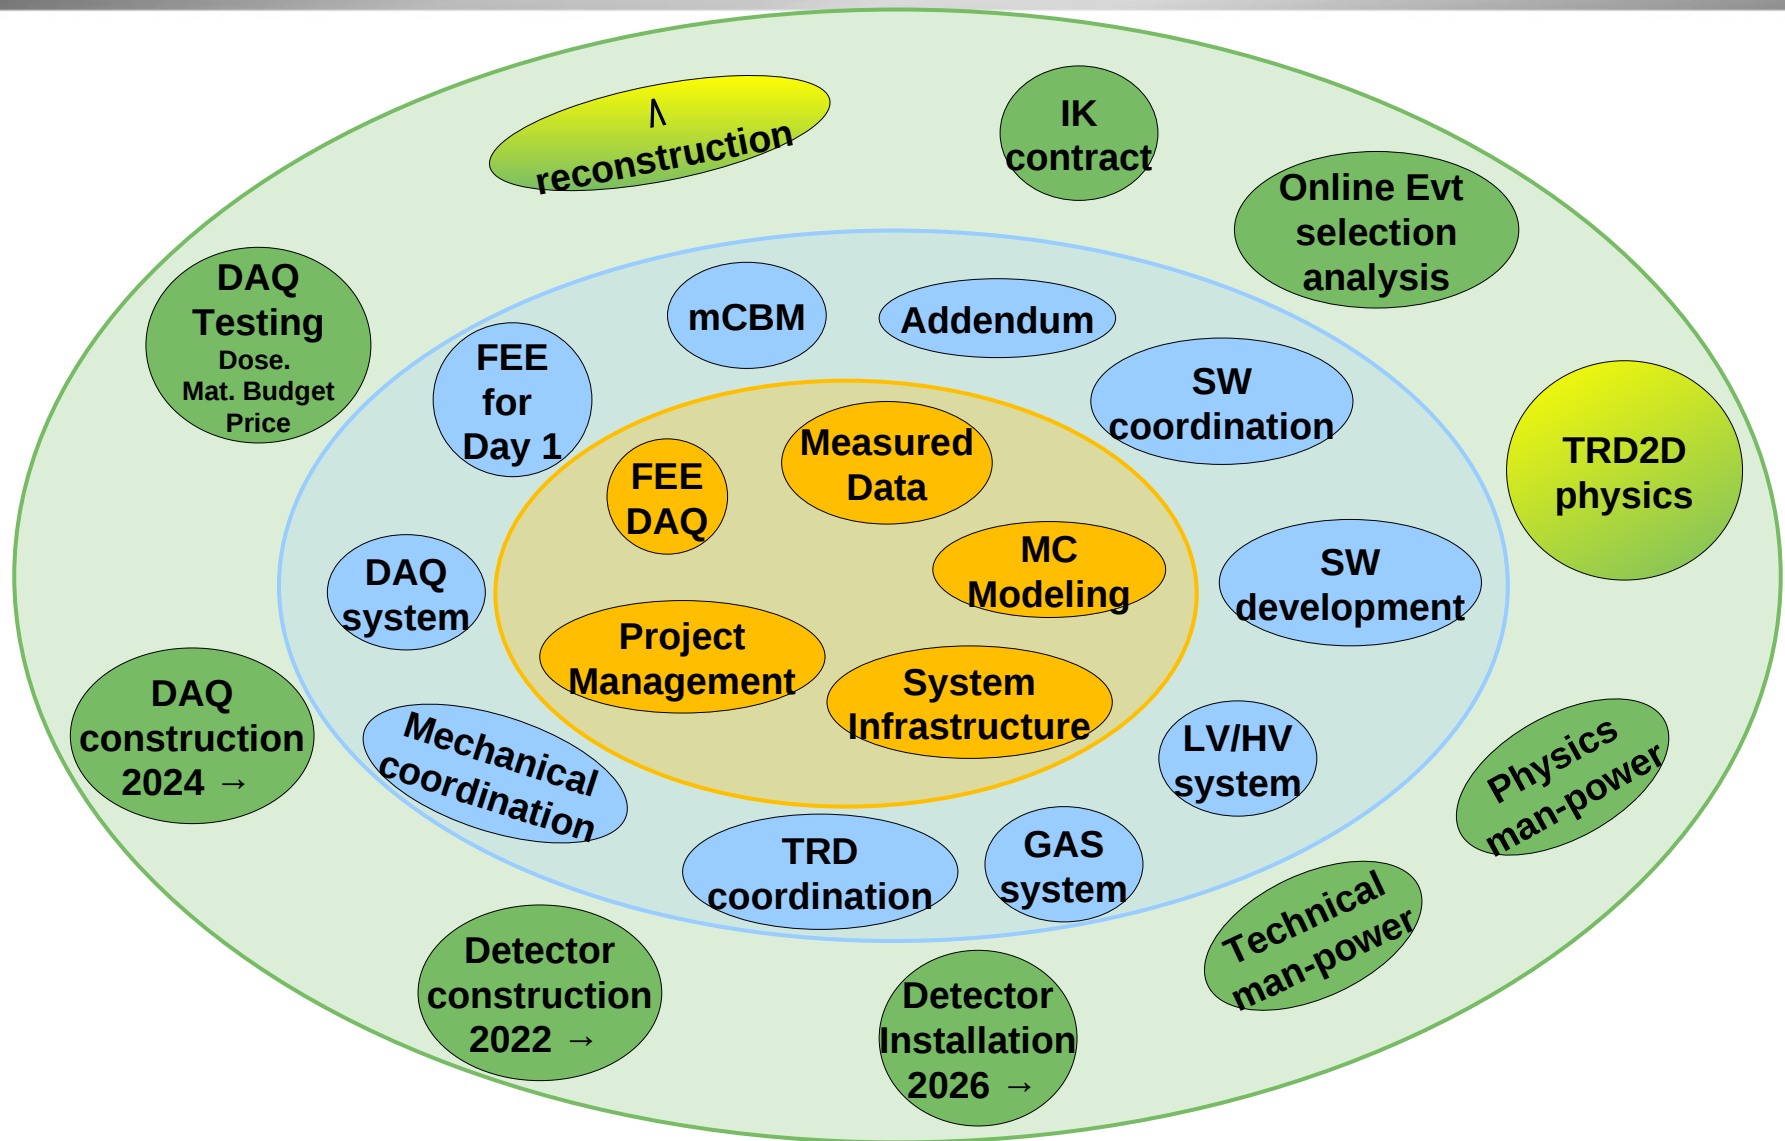 Λ
reconstruction
IK
contract
Online Evt
selection
analysis
DAQ
Testing
Dose.
Mat. Budget
Price
mCBM
Addendum
FEE
for
Day 1
SW
coordination
Measured
Data
FEE
DAQ
TRD2D
physics
MC
Modeling
SW
development
DAQ
system
Project
Management
System
Infrastructure
DAQ
construction
2024 →
Mechanical
coordination
LV/HV
system
Physics
man-power
TRD
coordination
GAS
system
Technical
man-power
Detector
construction
2022 →
Detector
Installation
2026 →